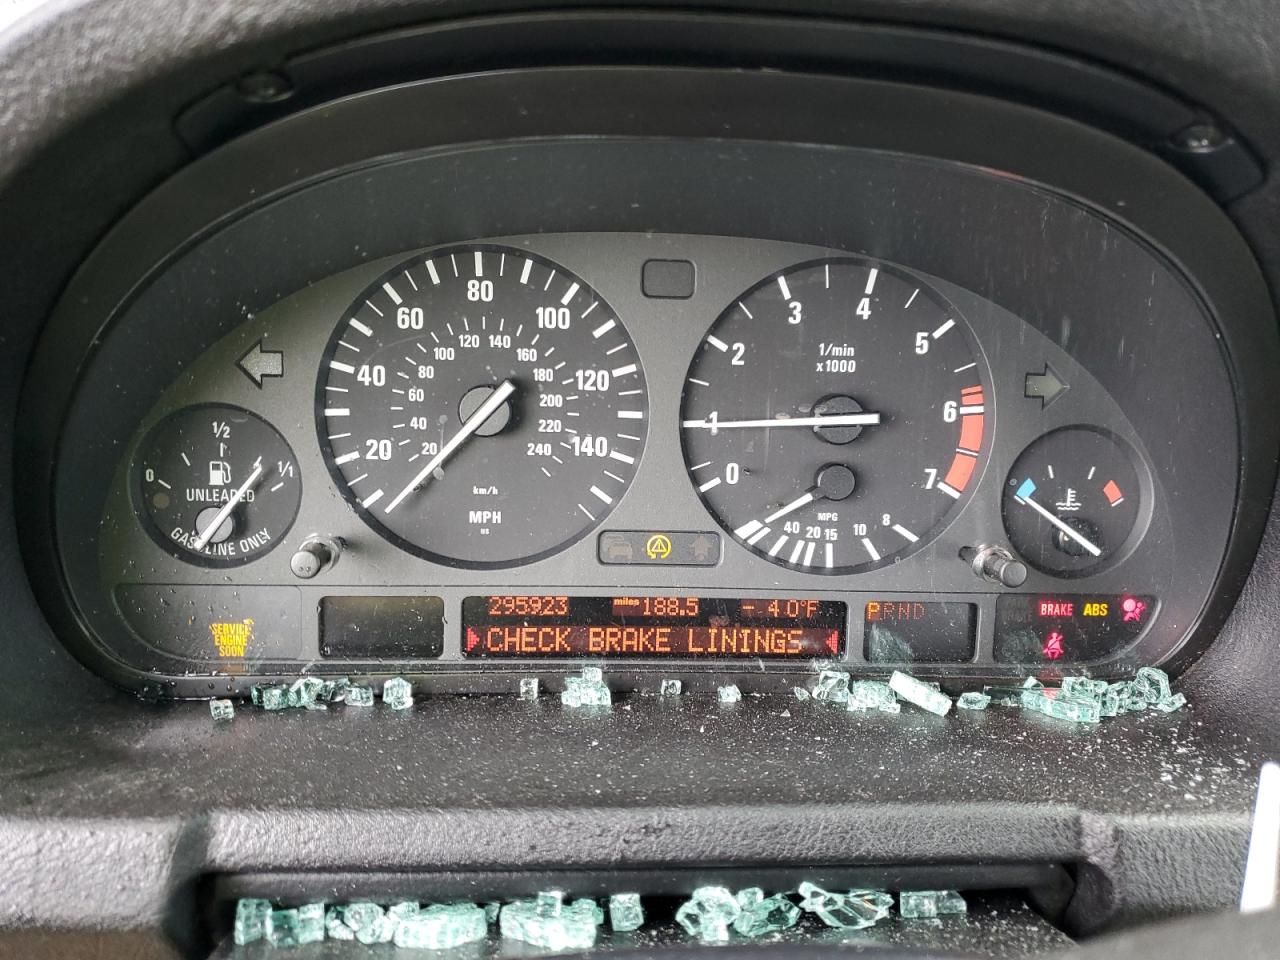 80
60
100
120
140
100
160
80
180
40
120
60
200
40
220
20
20
240
140
km/h
MPH
US
3
4
2
5
1/min
x1000
1
6
0
7
MPG
40
20
15
10
8
1/2
0
1/1
UNLEADED
GASOLINE ONLY
SERVICE
ENGINE
SOON
295923 miles 188.5 - 4.0°F
CHECK BRAKE LININGS
PRND
BRAKE ABS